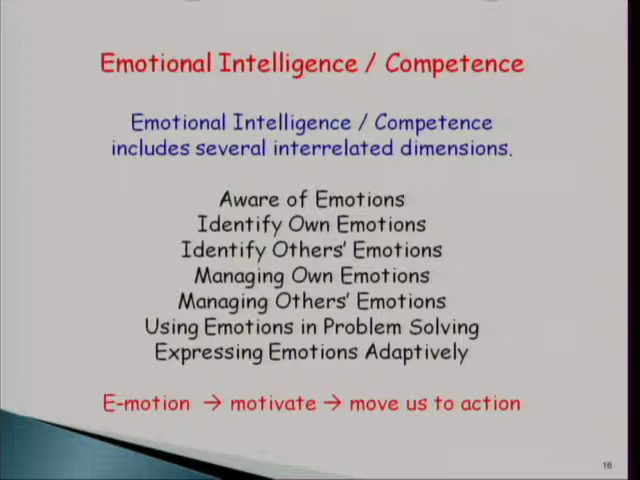 Emotional Intelligence / Competence
Emotional Intelligence / Competence
includes several interrelated dimensions.
Aware of Emotions
Identify Own Emotions
Identify Others' Emotions
Managing Own Emotions
Managing Others' Emotions
Using Emotions in Problem Solving
Expressing Emotions Adaptively
E-motion → motivate → move us to action
16